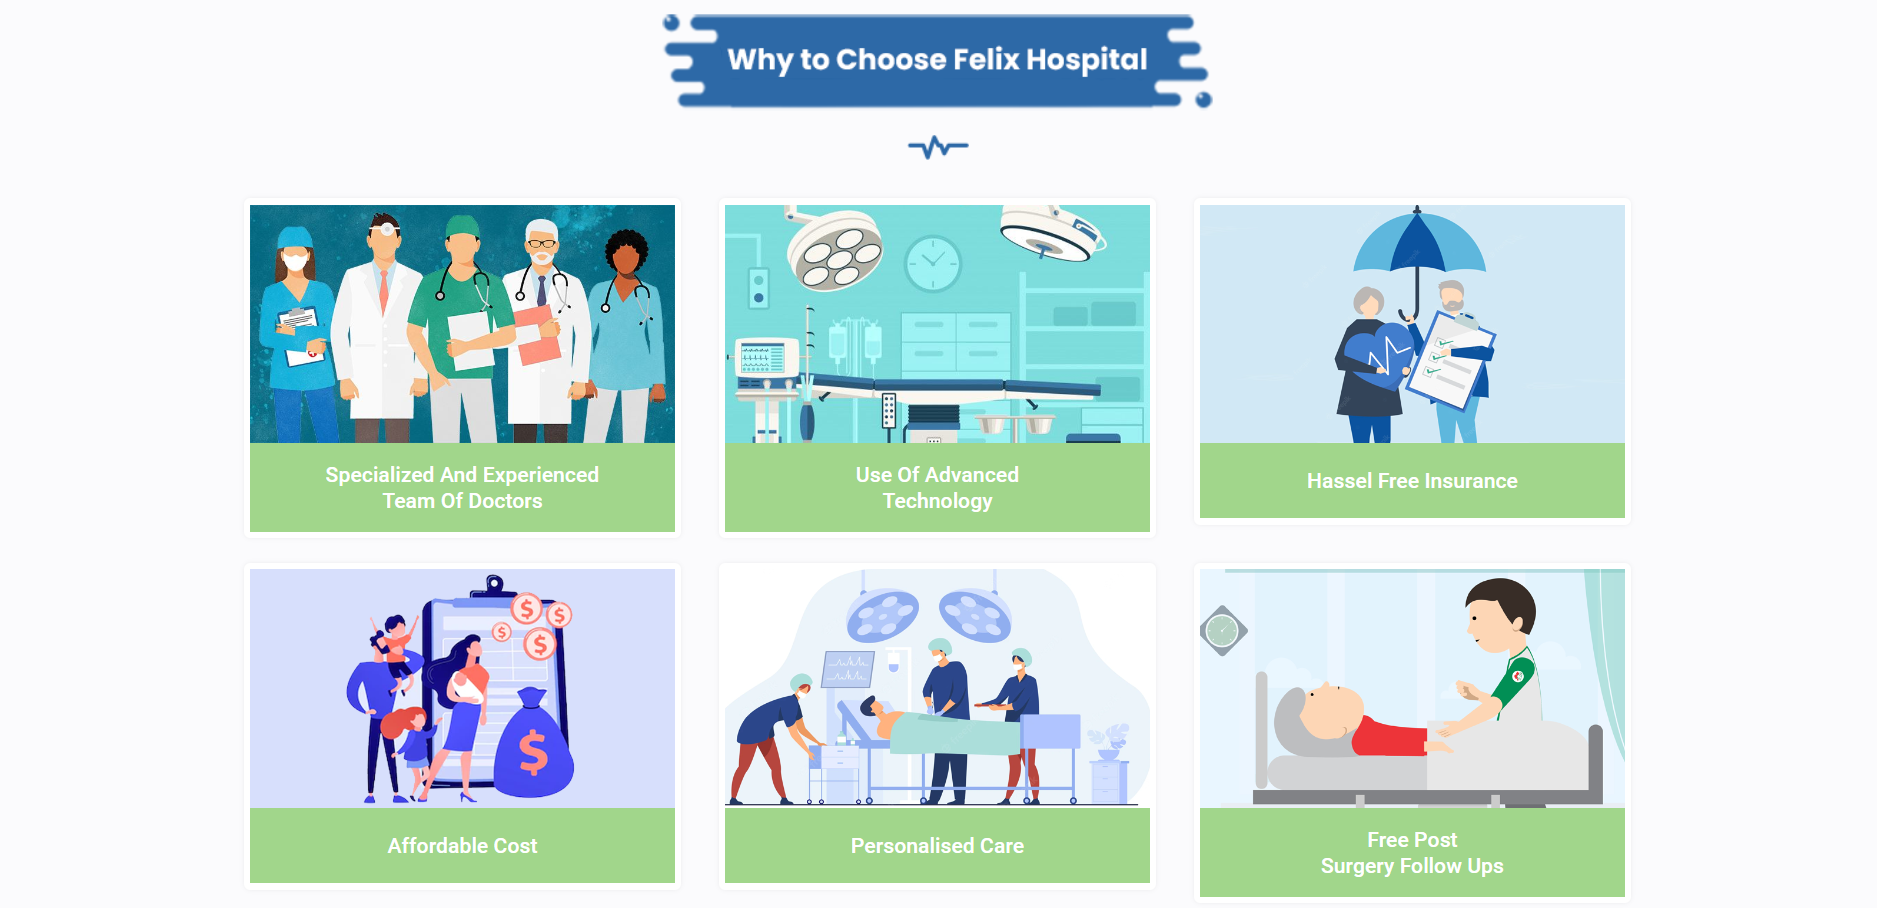 Why to Choose Felix Hospital
Specialized And Experienced
Team Of Doctors
Use Of Advanced
Technology
Hassel Free Insurance
Affordable Cost
Personalised Care
Free Post
Surgery Follow Ups